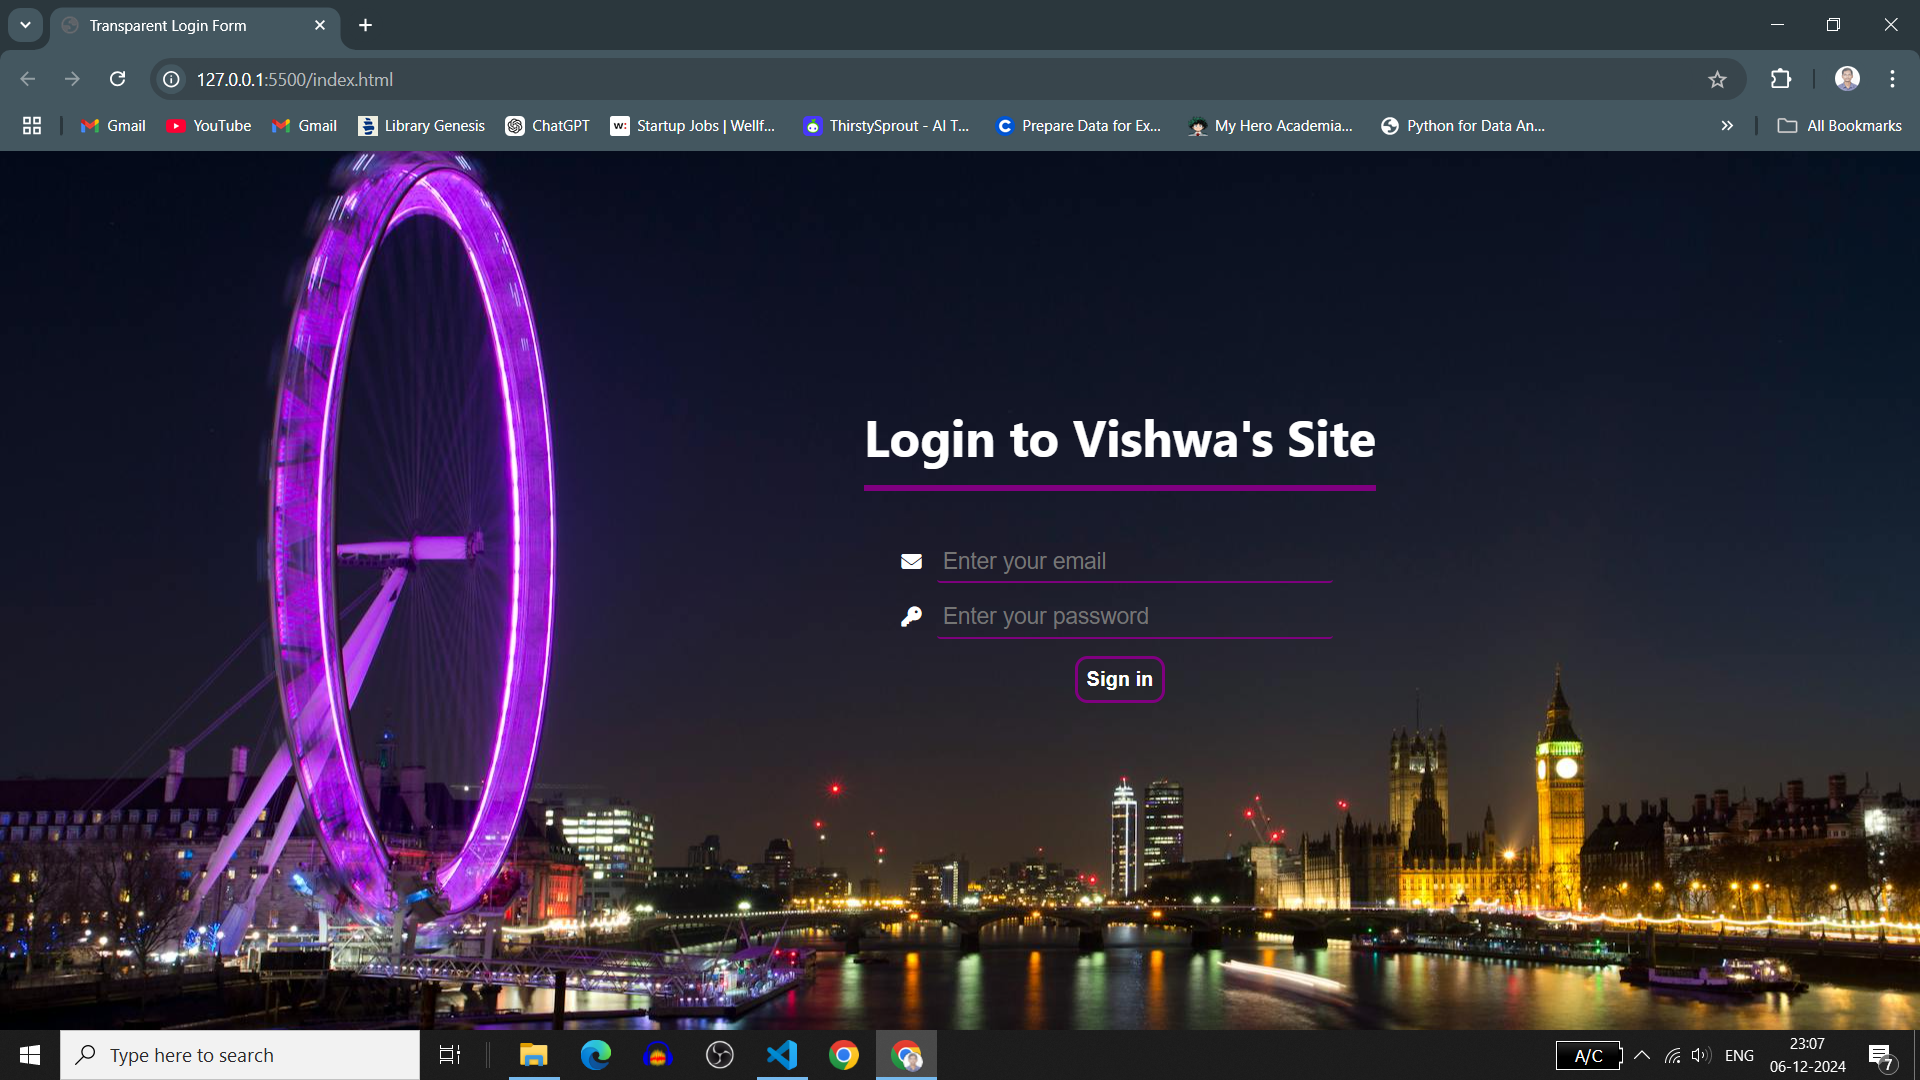 Transparent Login Form
127.0.0.1:5500/index.html
Gmail YouTube Gmail Library Genesis ChatGPT Startup Jobs | Wellf... ThirstySprout - AI T... Prepare Data for Ex... My Hero Academia... Python for Data An... All Bookmarks
Login to Vishwa's Site
Enter your email
Enter your password
Sign in
Type here to search
A/C
ENG
23:07
06-12-2024
7